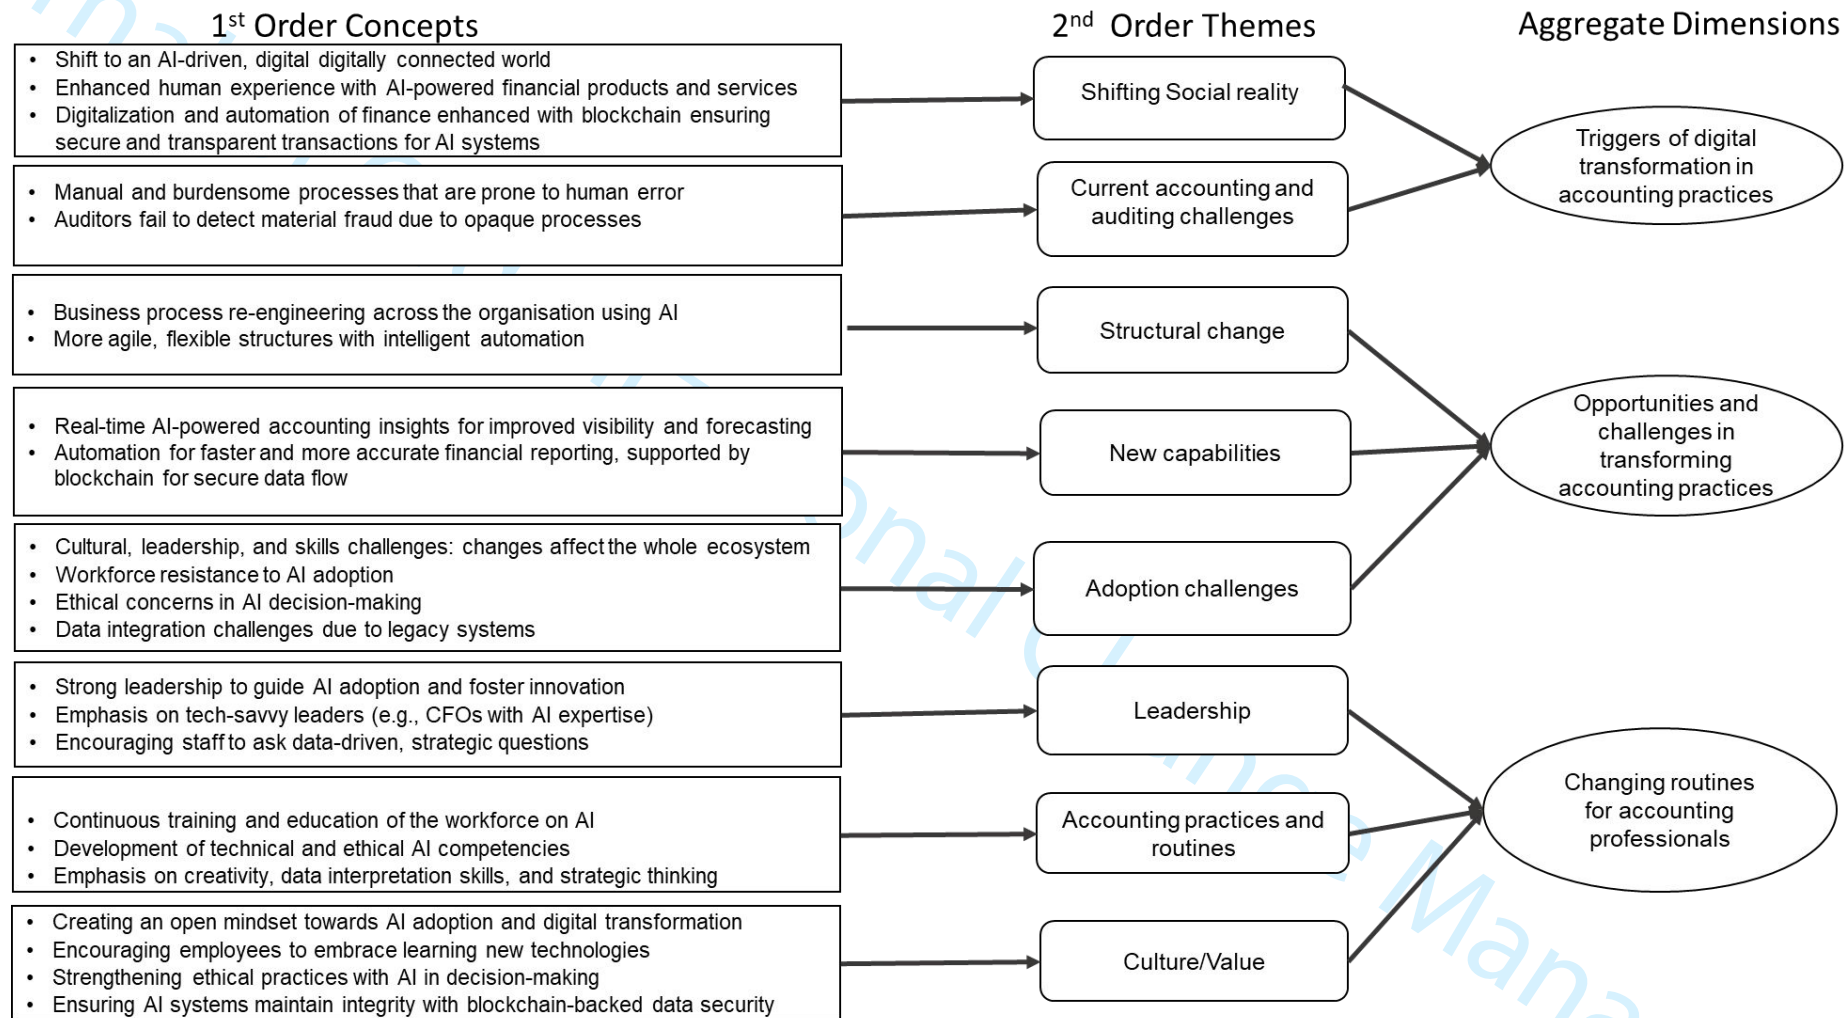 1st Order Concepts
2nd Order Themes
Aggregate Dimensions
• Shift to an AI-driven, digital digitally connected world
• Enhanced human experience with AI-powered financial products and services
• Digitalization and automation of finance enhanced with blockchain ensuring
secure and transparent transactions for AI systems
Shifting Social reality
• Manual and burdensome processes that are prone to human error
• Auditors fail to detect material fraud due to opaque processes
Current accounting and
auditing challenges
Triggers of digital
transformation in
accounting practices
• Business process re-engineering across the organisation using AI
• More agile, flexible structures with intelligent automation
Structural change
• Real-time AI-powered accounting insights for improved visibility and forecasting
• Automation for faster and more accurate financial reporting, supported by
blockchain for secure data flow
New capabilities
• Cultural, leadership, and skills challenges: changes affect the whole ecosystem
• Workforce resistance to AI adoption
• Ethical concerns in AI decision-making
• Data integration challenges due to legacy systems
Adoption challenges
Opportunities and
challenges in
transforming
accounting practices
• Strong leadership to guide AI adoption and foster innovation
• Emphasis on tech-savvy leaders (e.g., CFOs with AI expertise)
• Encouraging staff to ask data-driven, strategic questions
Leadership
• Continuous training and education of the workforce on AI
• Development of technical and ethical AI competencies
• Emphasis on creativity, data interpretation skills, and strategic thinking
Accounting practices and
routines
• Creating an open mindset towards AI adoption and digital transformation
• Encouraging employees to embrace learning new technologies
• Strengthening ethical practices with AI in decision-making
• Ensuring AI systems maintain integrity with blockchain-backed data security
Culture/Value
Changing routines
for accounting
professionals